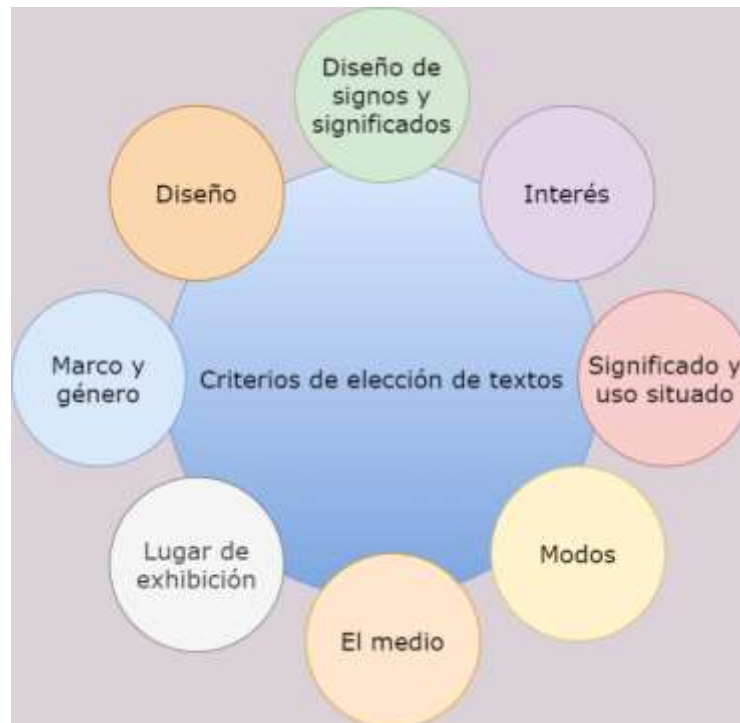 Diseño de
signos y
significados
Diseño
Interés
Marco y
género
Criterios de elección de textos
Significado y
uso situado
Lugar de
exhibición
Modos
El medio